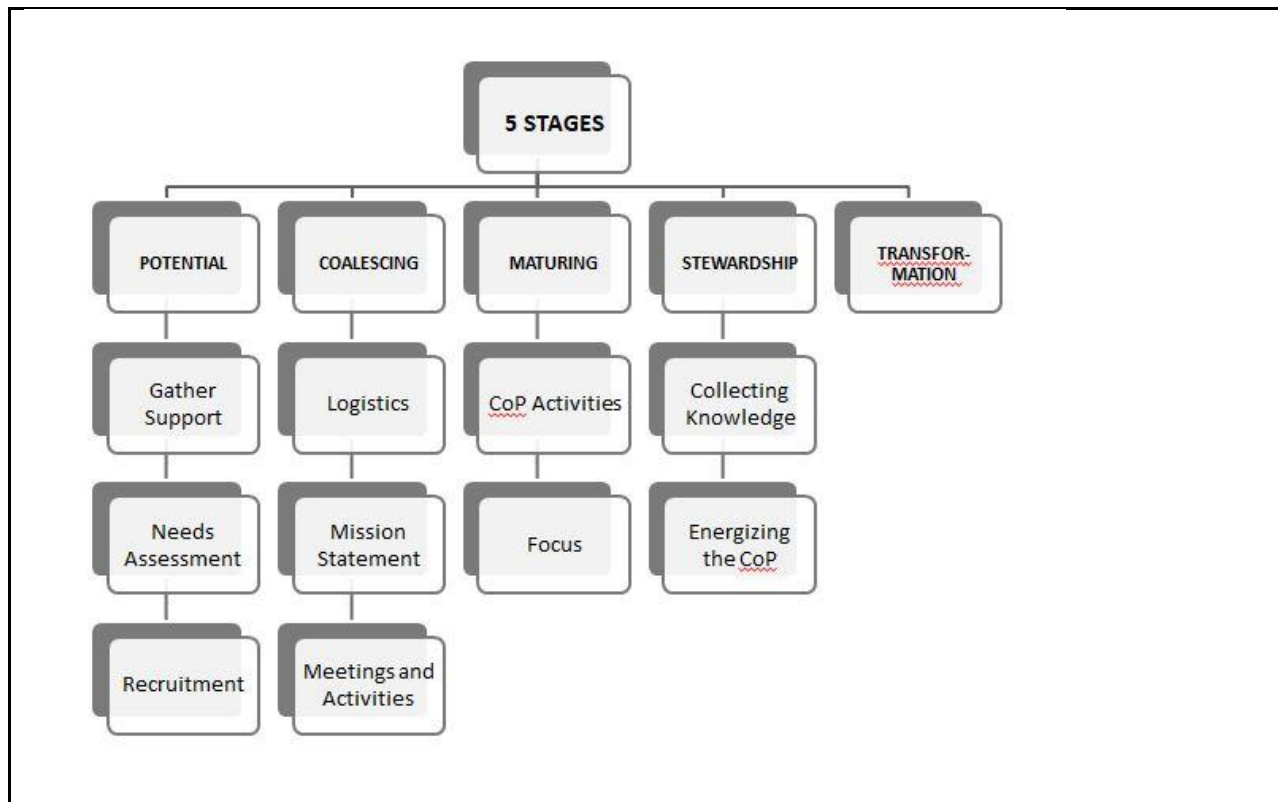 5 STAGES
POTENTIAL
COALESCING
MATURING
STEWARDSHIP
TRANSFOR-
MATION
Gather
Support
Logistics
CoP Activities
Collecting
Knowledge
Needs
Assessment
Mission
Statement
Focus
Energizing
the CoP
Recruitment
Meetings and
Activities